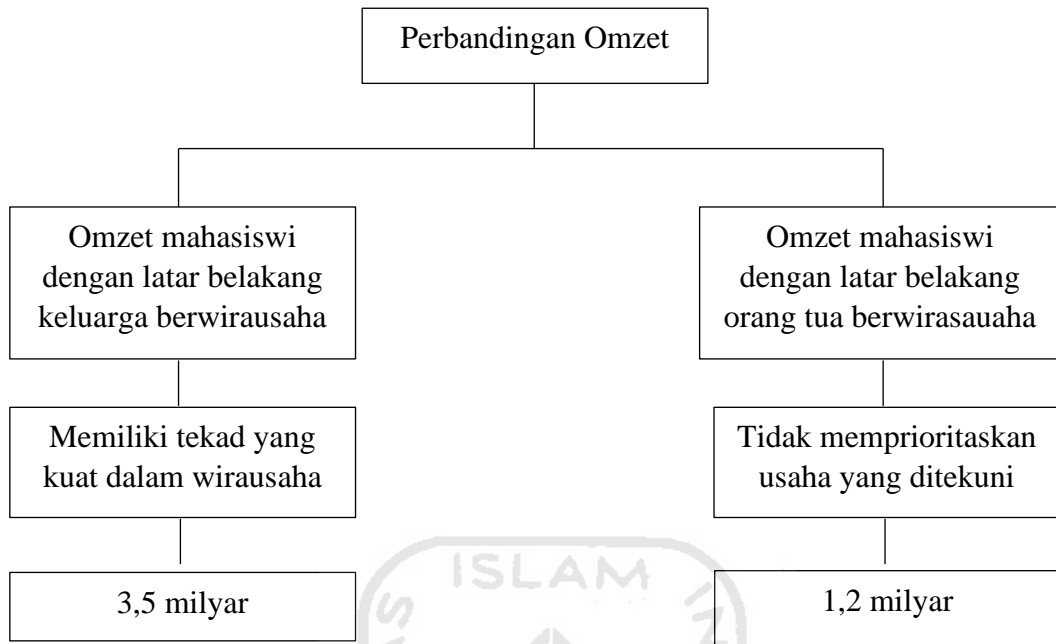 Perbandingan Omzet
Omzet mahasiswi
dengan latar belakang
keluarga berwirausaha
Omzet mahasiswi
dengan latar belakang
orang tua berwirasauaha
Memiliki tekad yang
kuat dalam wirausaha
Tidak memprioritaskan
usaha yang ditekuni
3,5 milyar
1,2 milyar
ISLAM